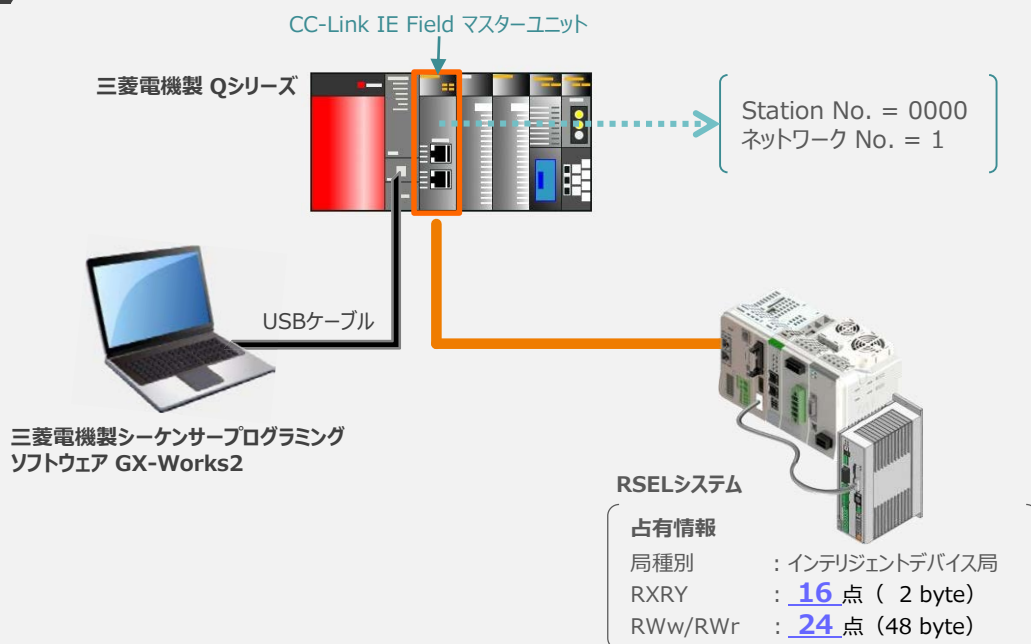 CC-Link IE Field マスターユニット
三菱電機製 Qシリーズ
Station No. = 0000
ネットワーク No. = 1
USBケーブル
三菱電機製シーケンサープログラミング
ソフトウェア GX-Works2
RSELシステム
占有情報
局種別 : インテリジェントデバイス局
RXRY : 16 点（ 2 byte）
RWw/RWr : 24 点（48 byte）